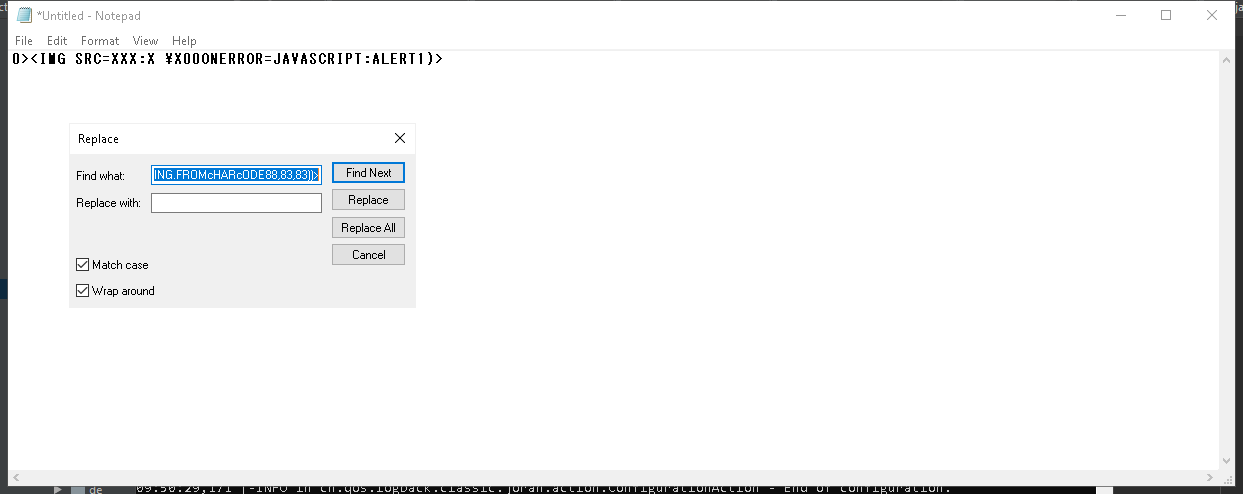 *Untitled - Notepad
File Edit Format View Help
0><IMG SRC=XXX:X ¥X00ONERROR=JAVASCRIPT:ALERT1)>
Replace
Find what: ING.FROMcHARcODE88,83,83))> Find Next
Replace with: Replace
Replace All
Cancel
Match case
Wrap around
de 09:50:29,171 |-INFO in ch.qos.logback.classic.joran.action.ConfigurationAction - End of configuration.